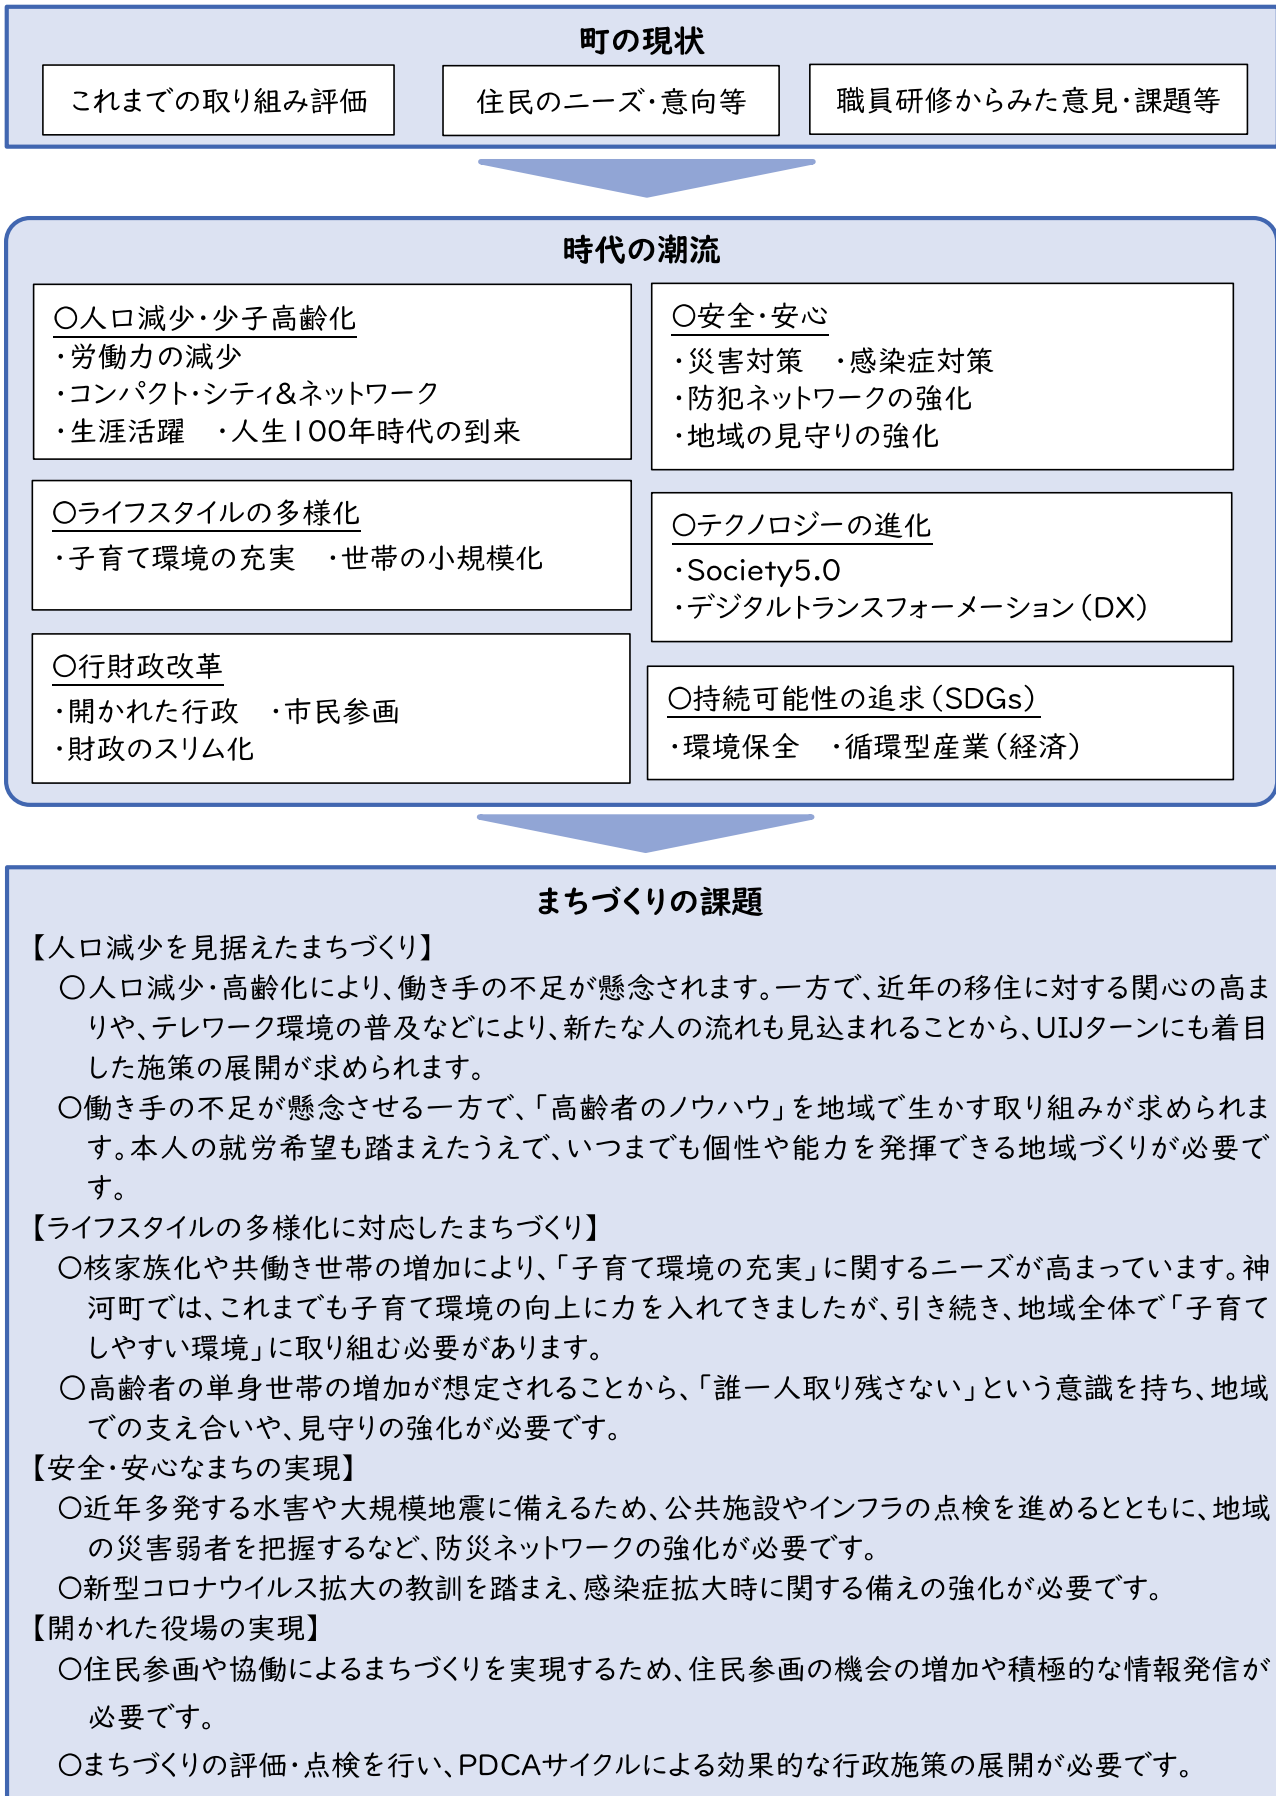 町の現状
これまでの取り組み評価
住民のニーズ・意向等
職員研修からみた意見・課題等
時代の潮流
〇人口減少・少子高齢化
・労働力の減少
・コンパクト・シティ&ネットワーク
・生涯活躍　・人生100年時代の到来
〇安全・安心
・災害対策　・感染症対策
・防犯ネットワークの強化
・地域の見守りの強化
〇ライフスタイルの多様化
・子育て環境の充実　・世帯の小規模化
〇テクノロジーの進化
・Society5.0
・デジタルトランスフォーメーション（DX）
〇行財政改革
・開かれた行政　・市民参画
・財政のスリム化
〇持続可能性の追求（SDGs）
・環境保全　・循環型産業（経済）
まちづくりの課題
【人口減少を見据えたまちづくり】
〇人口減少・高齢化により、働き手の不足が懸念されます。一方で、近年の移住に対する関心の高ま
りや、テレワーク環境の普及などにより、新たな人の流れも見込まれることから、UIJターンにも着目
した施策の展開が求められます。
〇働き手の不足が懸念させる一方で、「高齢者のノウハウ」を地域で生かす取り組みが求められま
す。本人の就労希望も踏まえたうえで、いつまでも個性や能力を発揮できる地域づくりが必要で
す。
【ライフスタイルの多様化に対応したまちづくり】
〇核家族化や共働き世帯の増加により、「子育て環境の充実」に関するニーズが高まっています。神
河町では、これまでも子育て環境の向上に力を入れてきましたが、引き続き、地域全体で「子育て
しやすい環境」に取り組む必要があります。
〇高齢者の単身世帯の増加が想定されることから、「誰一人取り残さない」という意識を持ち、地域
での支え合いや、見守りの強化が必要です。
【安全・安心なまちの実現】
〇近年多発する水害や大規模地震に備えるため、公共施設やインフラの点検を進めるとともに、地域
の災害弱者を把握するなど、防災ネットワークの強化が必要です。
〇新型コロナウイルス拡大の教訓を踏まえ、感染症拡大時に関する備えの強化が必要です。
【開かれた役場の実現】
〇住民参画や協働によるまちづくりを実現するため、住民参画の機会の増加や積極的な情報発信が
必要です。
〇まちづくりの評価・点検を行い、PDCAサイクルによる効果的な行政施策の展開が必要です。